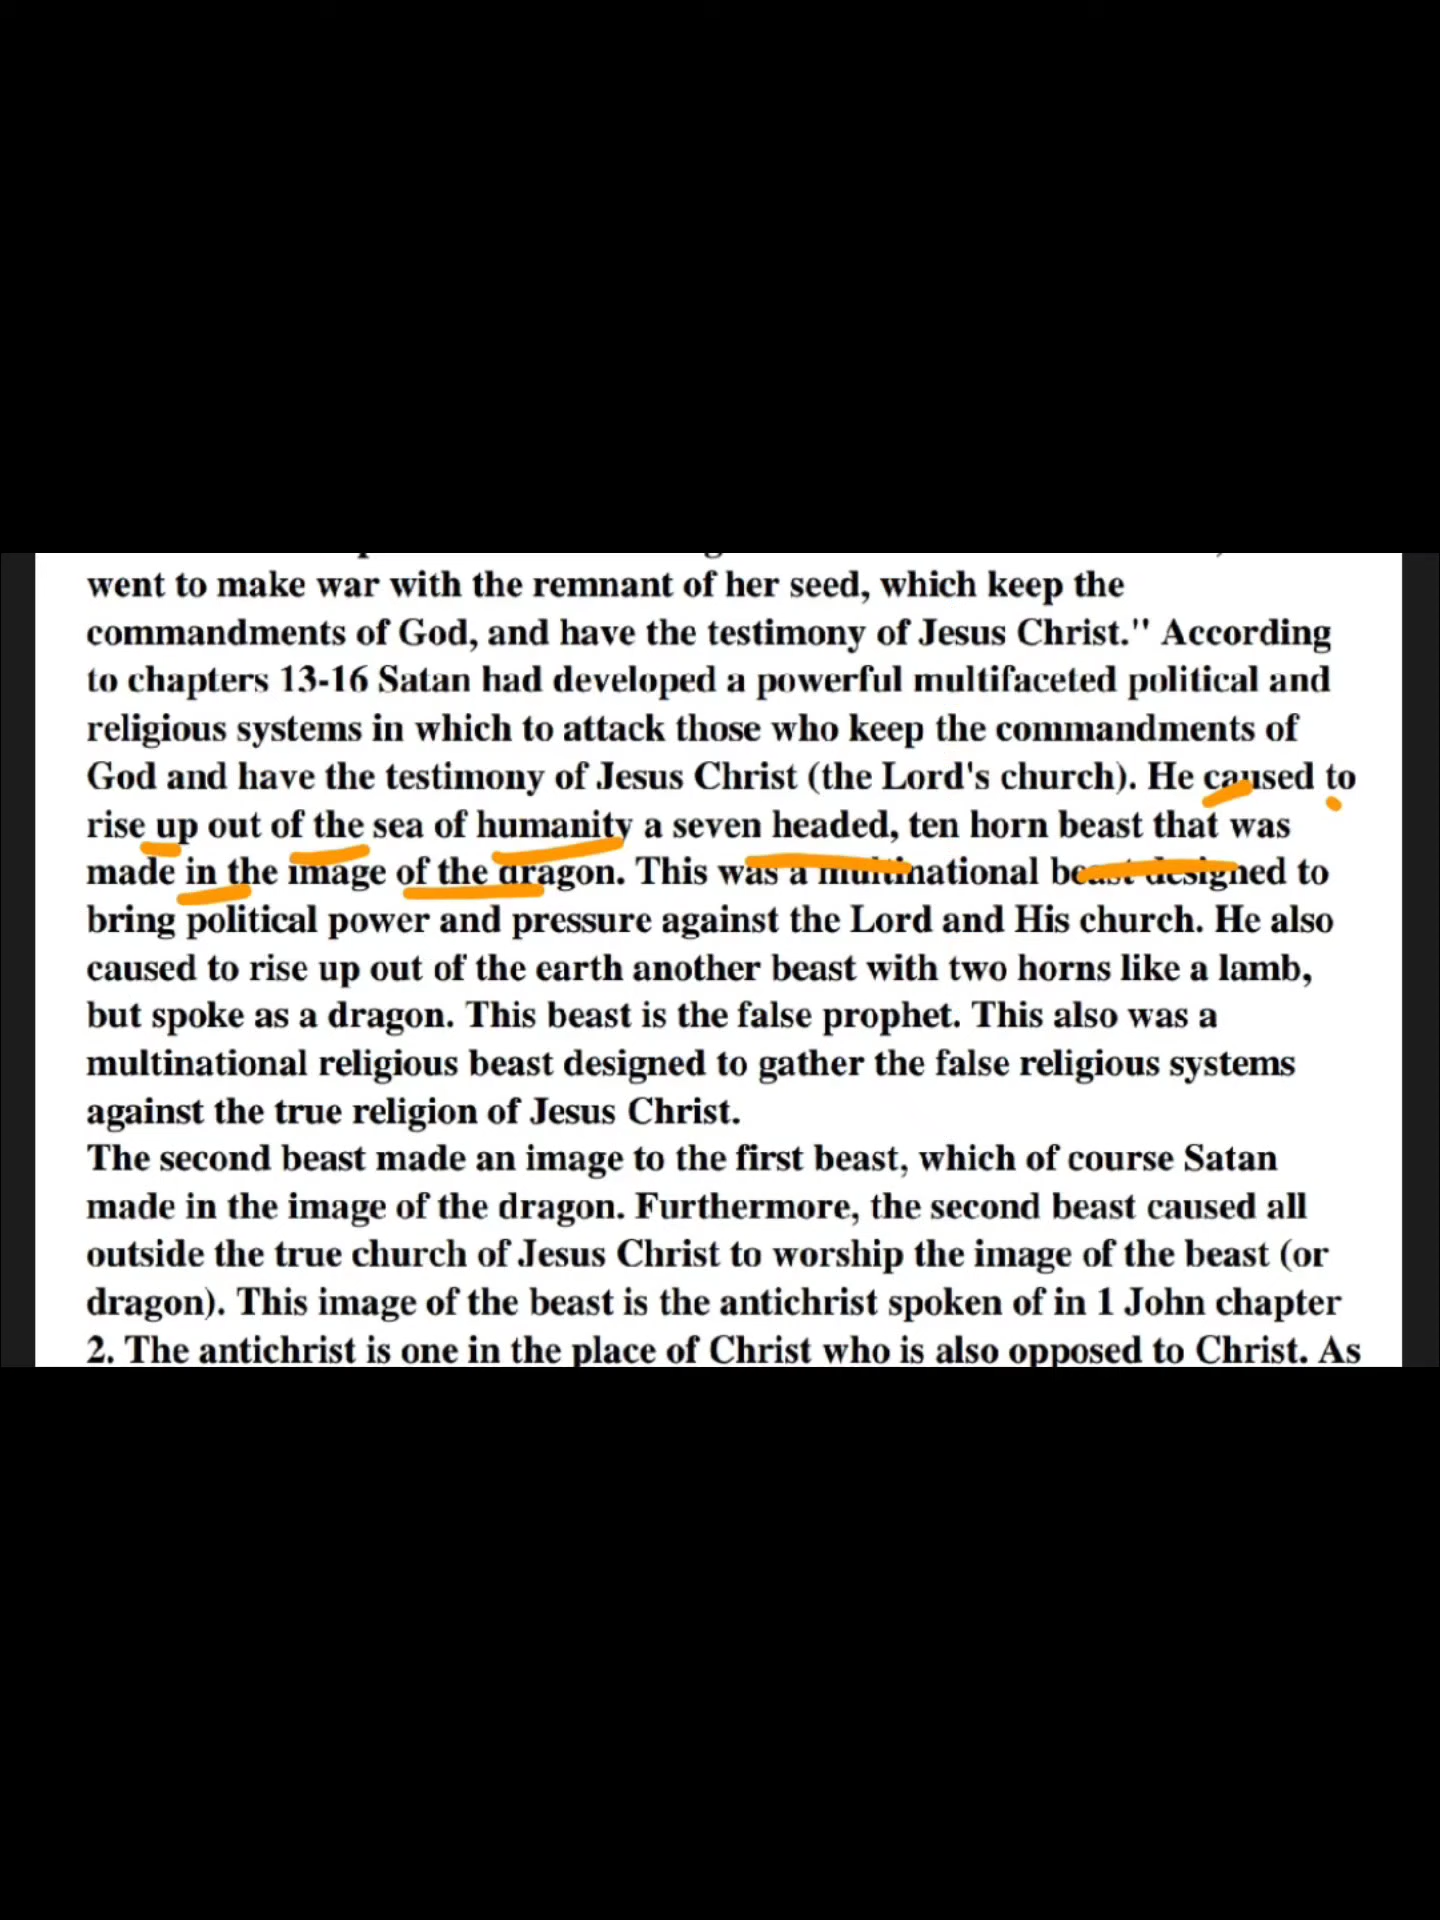 went to make war with the remnant of her seed, which keep the
commandments of God, and have the testimony of Jesus Christ." According
to chapters 13-16 Satan had developed a powerful multifaceted political and
religious systems in which to attack those who keep the commandments of
God and have the testimony of Jesus Christ (the Lord's church). He caused to
rise up out of the sea of humanity a seven headed, ten horn beast that was
made in the image of the dragon. This was a multinational beast designed to
bring political power and pressure against the Lord and His church. He also
caused to rise up out of the earth another beast with two horns like a lamb,
but spoke as a dragon. This beast is the false prophet. This also was a
multinational religious beast designed to gather the false religious systems
against the true religion of Jesus Christ.
The second beast made an image to the first beast, which of course Satan
made in the image of the dragon. Furthermore, the second beast caused all
outside the true church of Jesus Christ to worship the image of the beast (or
dragon). This image of the beast is the antichrist spoken of in 1 John chapter
2. The antichrist is one in the place of Christ who is also opposed to Christ. As